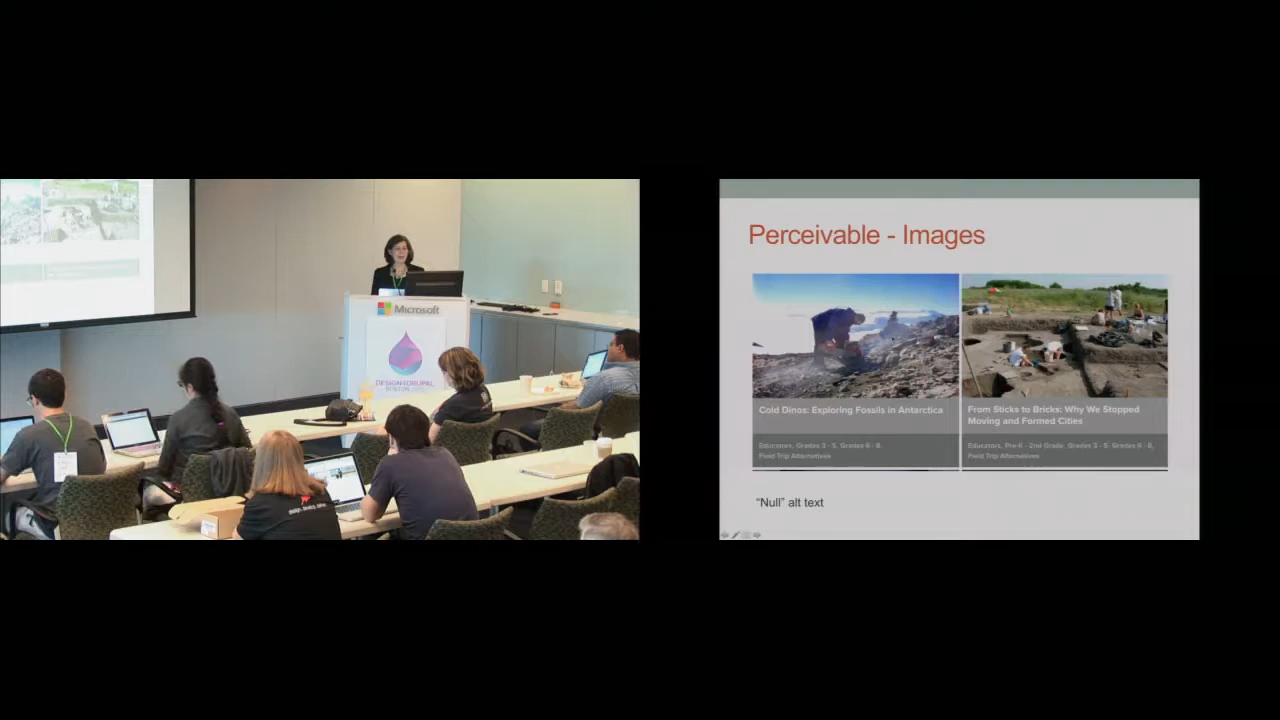 Microsoft
DESIGN 4 DRUPAL
BOSTON
Perceivable - Images
Cold Dinos: Exploring Fossils in Antarctica
Educators, Grades 3 - 5, Grades 6 - 8,
Field Trip Alternatives
From Sticks to Bricks: Why We Stopped
Moving and Formed Cities
Educators, Pre-K - 2nd Grade, Grades 3 - 5, Grades 6 - 8,
Field Trip Alternatives
“Null” alt text